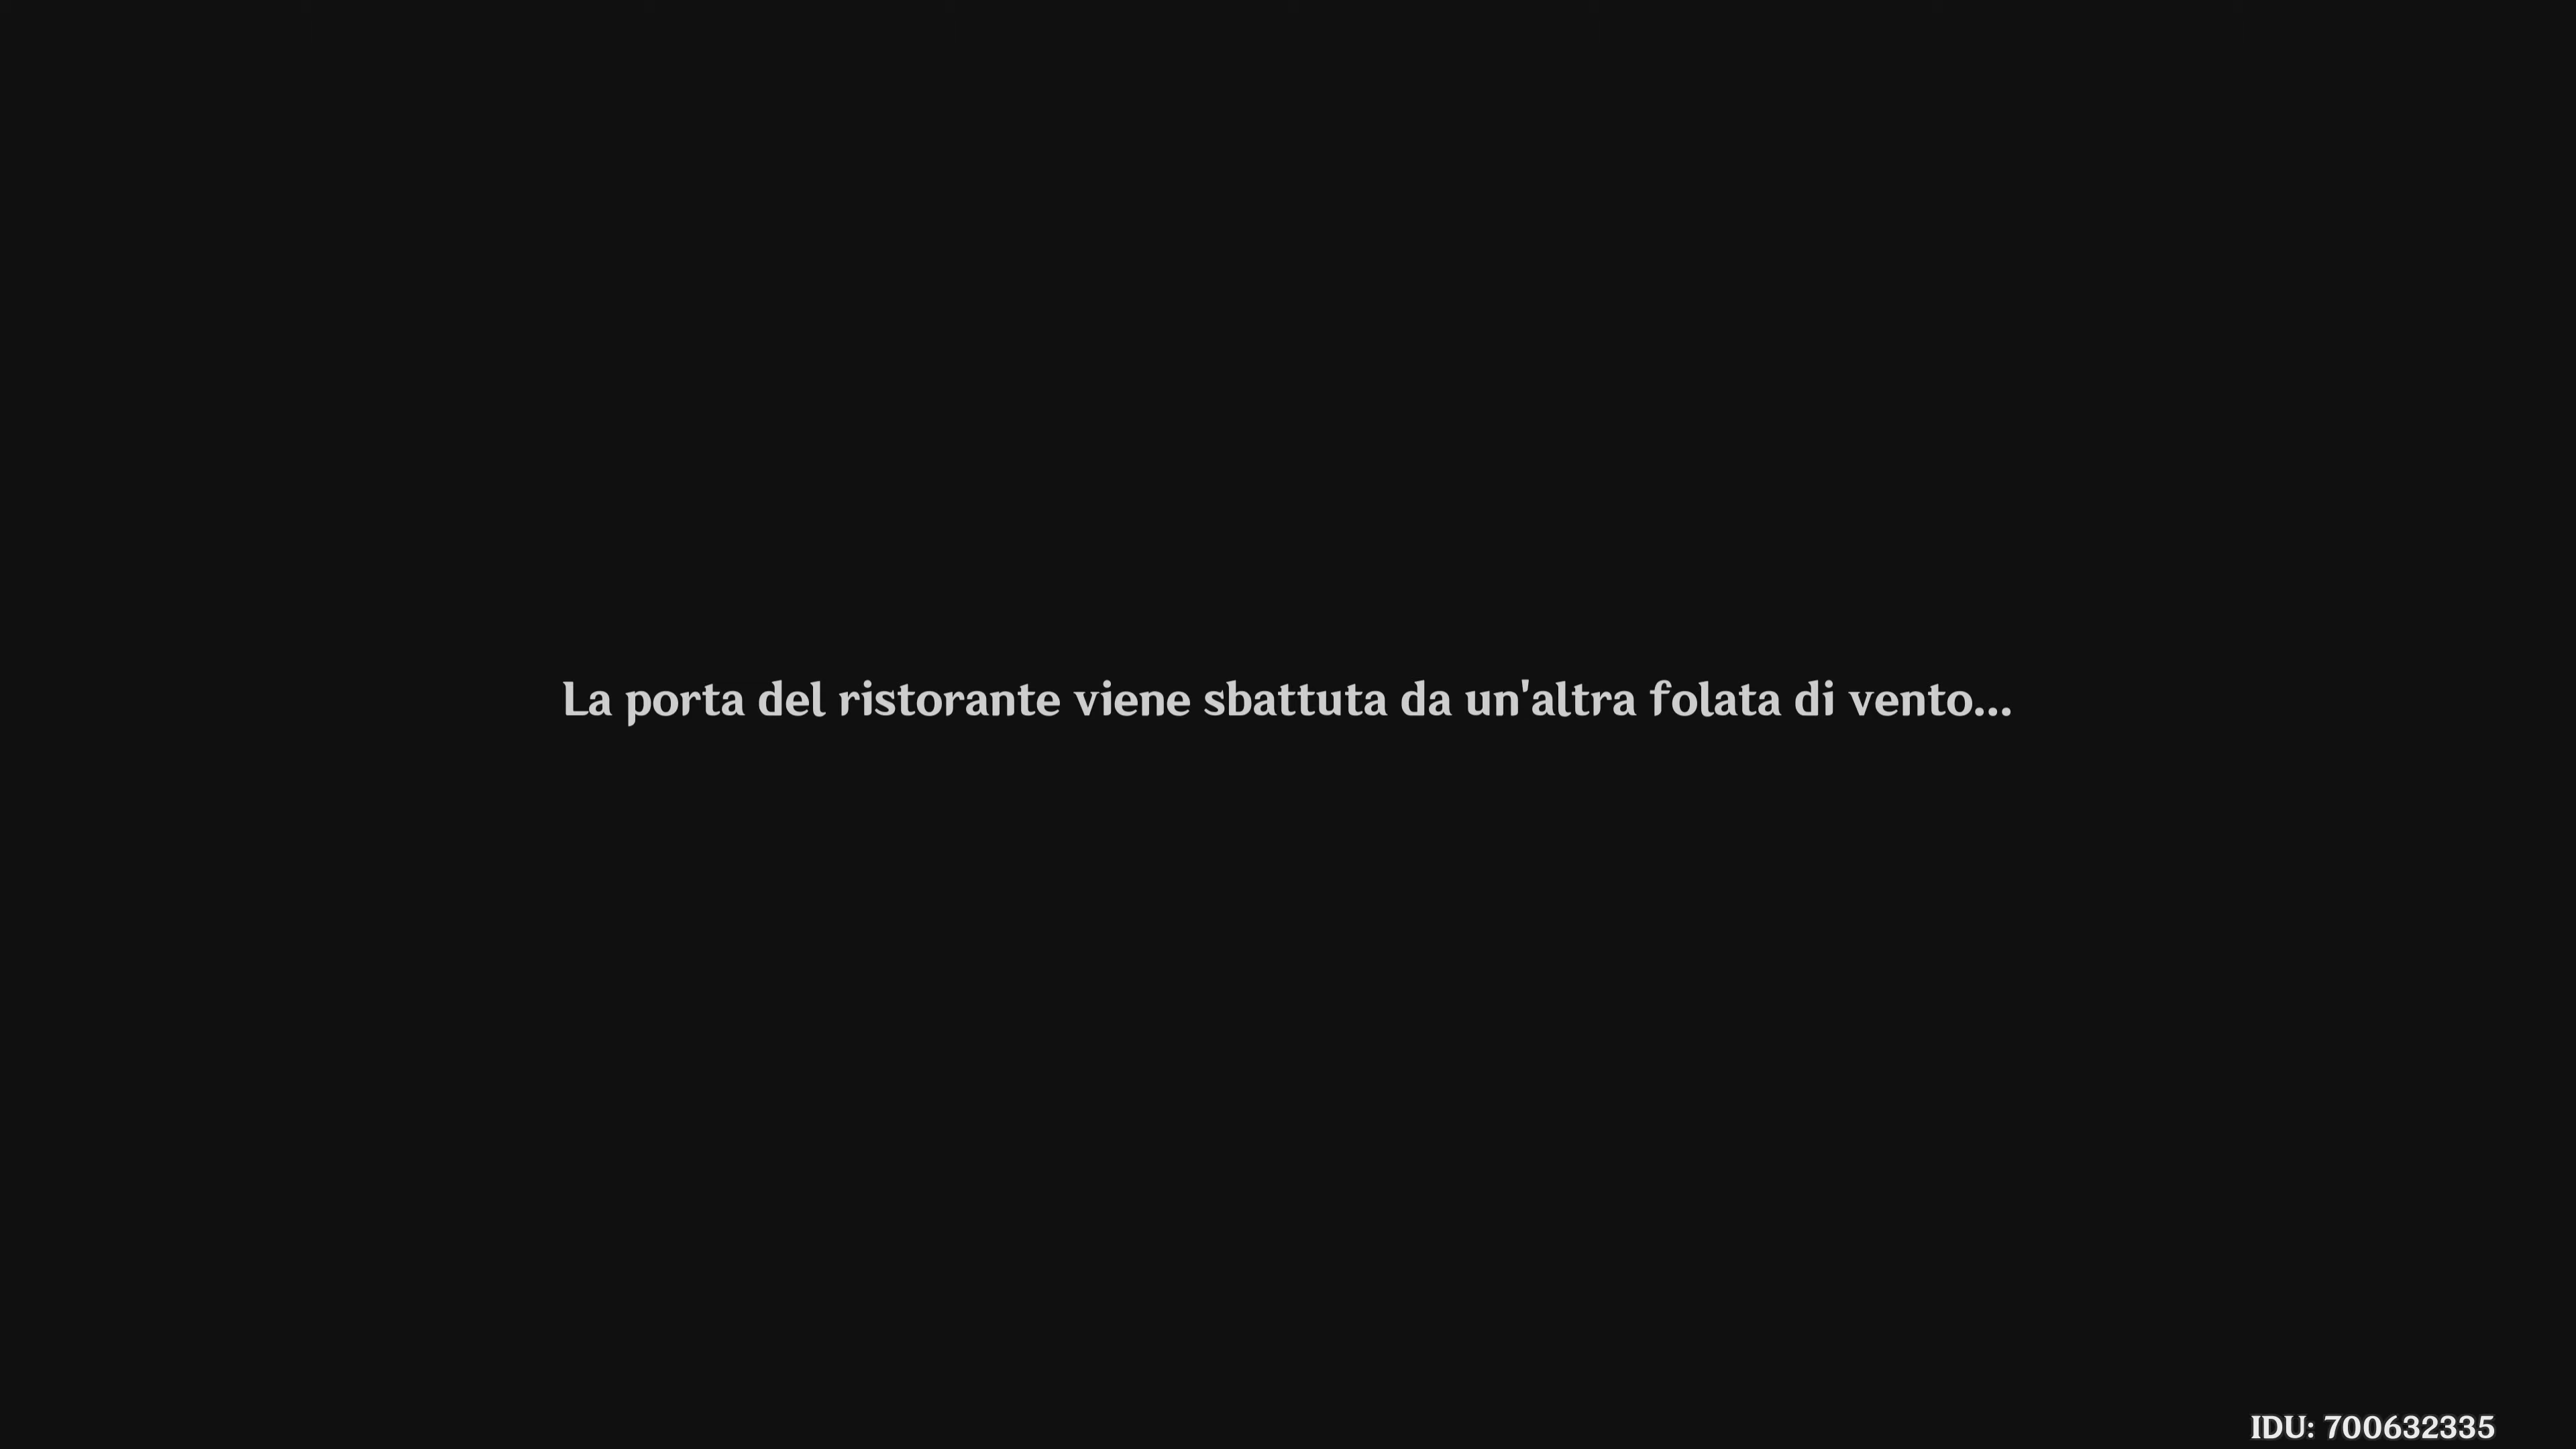 La porta del ristorante viene sbattuta da un'altra folata di vento...
IDU: 700632335